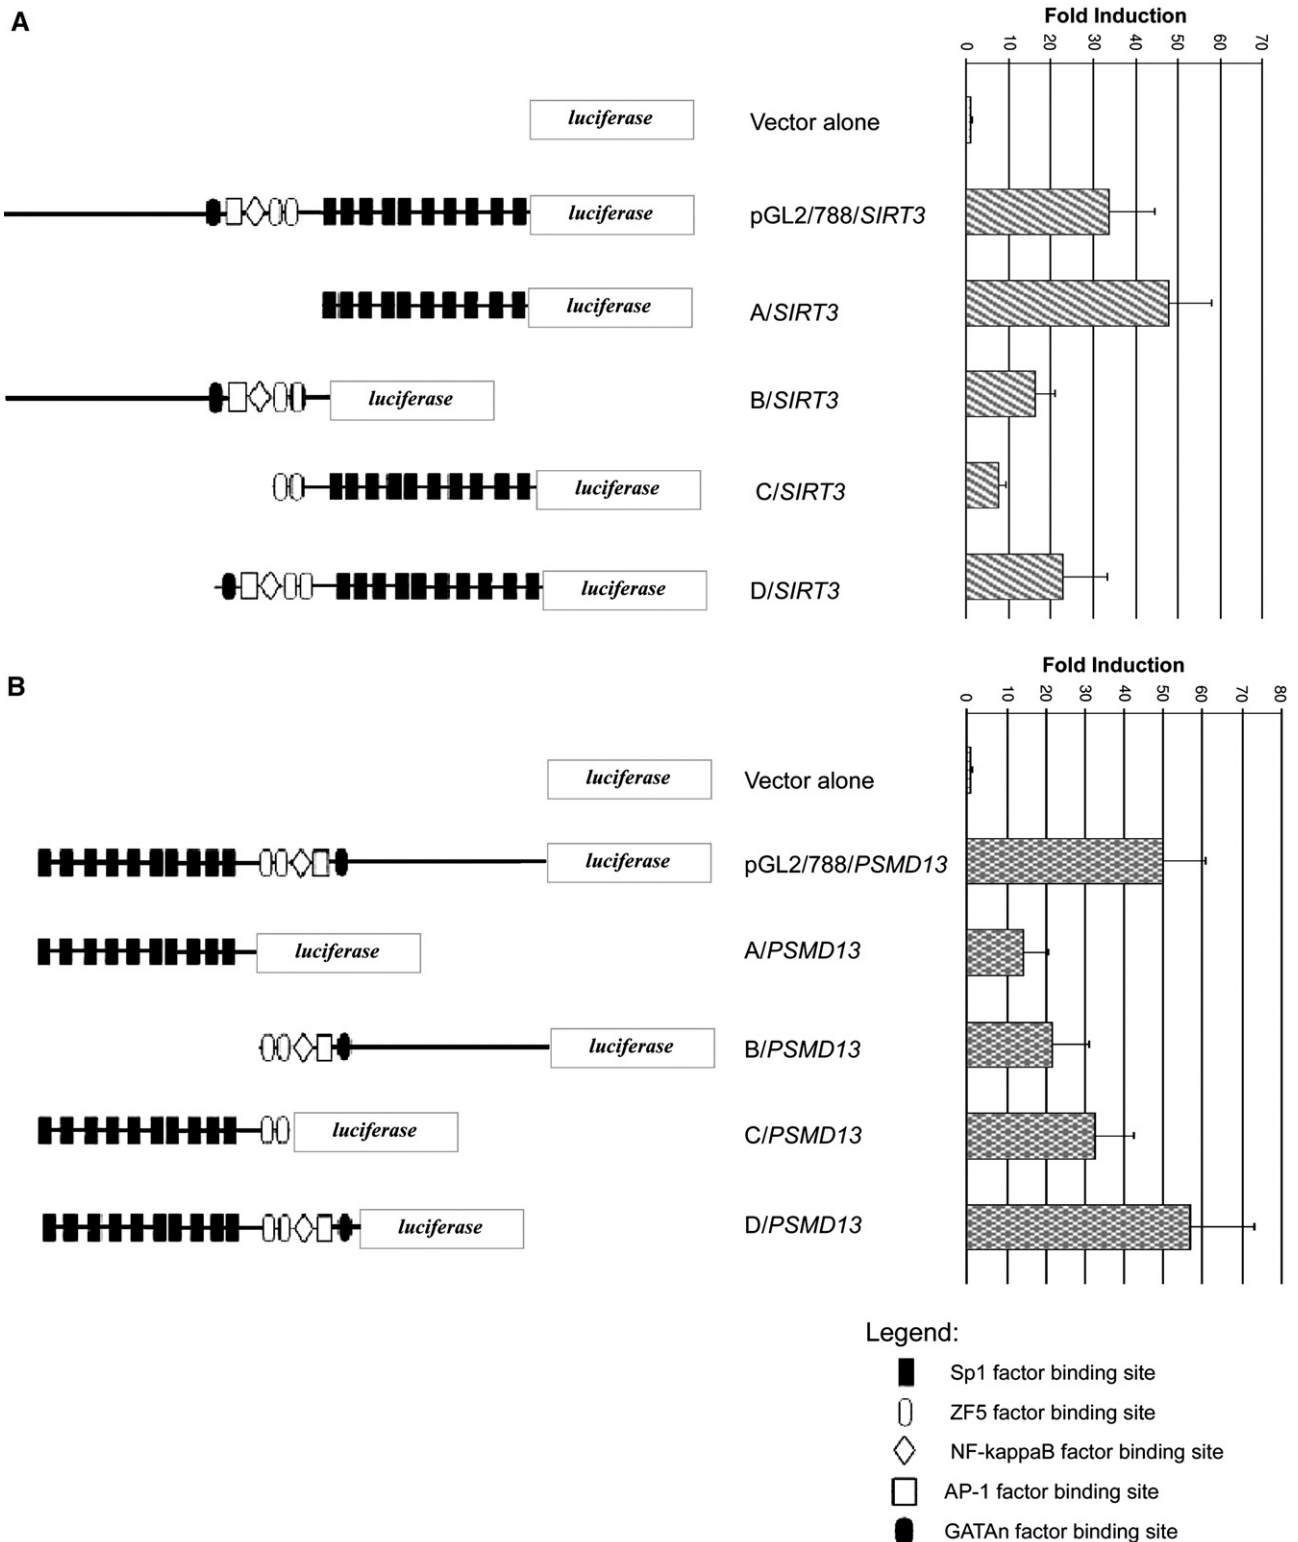 A
Fold Induction
0 10 20 30 40 50 60 70
luciferase Vector alone
luciferase pGL2/788/SIRT3
luciferase A/SIRT3
luciferase B/SIRT3
luciferase C/SIRT3
luciferase D/SIRT3
B
Fold Induction
0 10 20 30 40 50 60 70 80
luciferase Vector alone
luciferase pGL2/788/PSMD13
luciferase A/PSMD13
luciferase B/PSMD13
luciferase C/PSMD13
luciferase D/PSMD13
Legend:
Sp1 factor binding site
ZF5 factor binding site
NF-kappaB factor binding site
AP-1 factor binding site
GATAn factor binding site